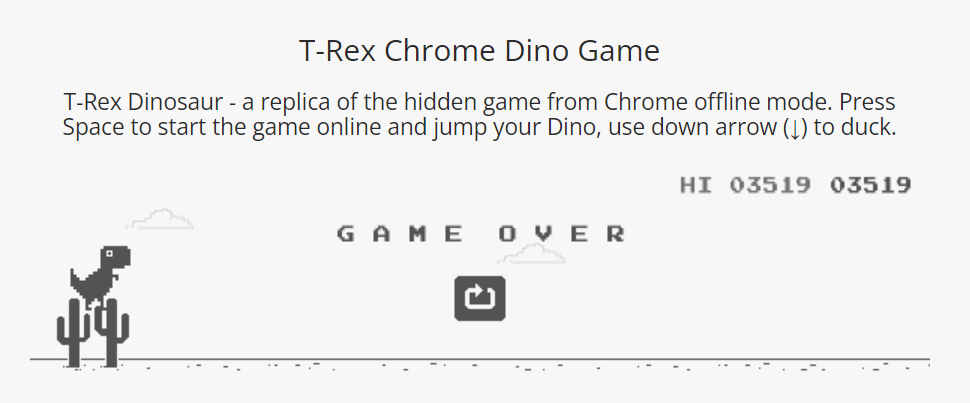 T-Rex Chrome Dino Game
T-Rex Dinosaur - a replica of the hidden game from Chrome offline mode. Press
Space to start the game online and jump your Dino, use down arrow (↓) to duck.
HI 03519 03519
GAME OVER